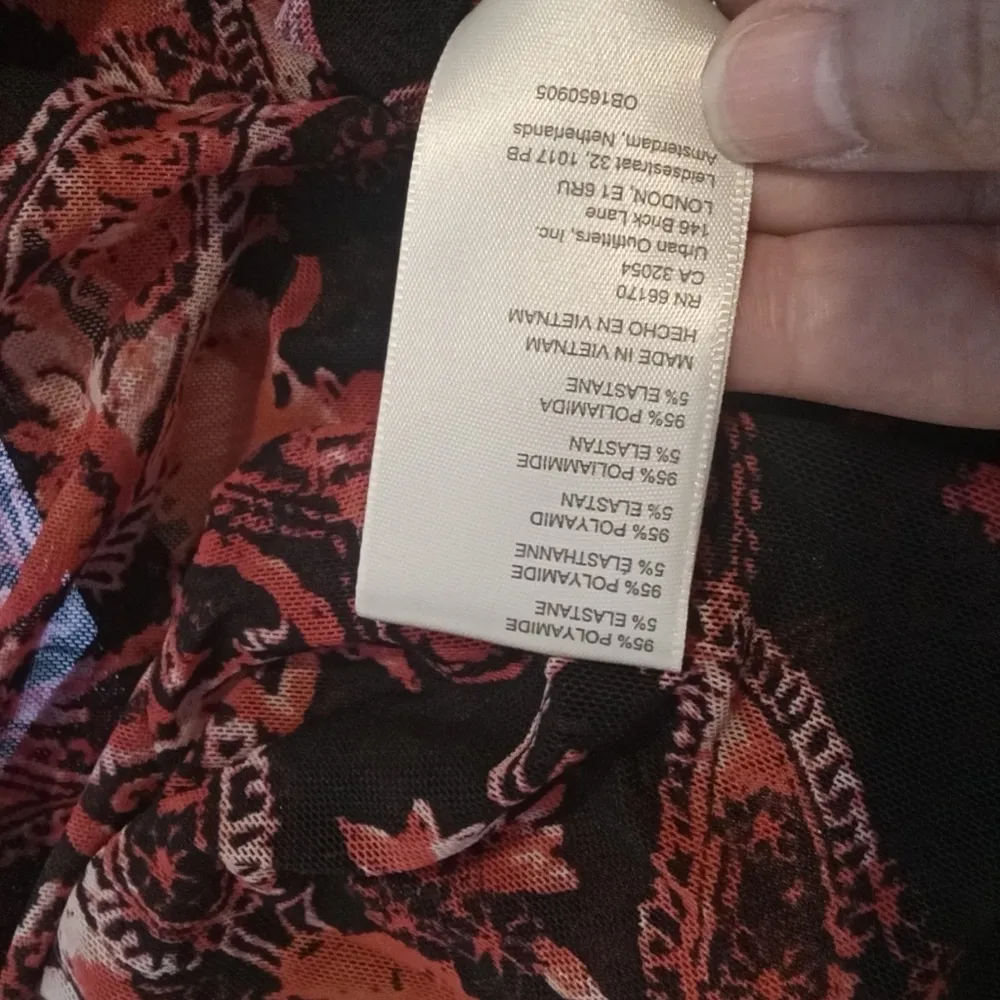 95% POLYAMIDE
5% ELASTANE
95% POLYAMIDE
5% ÉLASTHANNE
95% POLYAMID
5% ELASTAN
95% POLIAMMIDE
5% ELASTAN
95% POLIAMIDA
5% ELASTANE
MADE IN VIETNAM
HECHO EN VIETNAM
RN 66170
CA 32054
Urban Outfitters, Inc.
146 Brick Lane
LONDON, E1 6RU
Leidsestraat 32, 1017 PB
Amsterdam, Netherlands
OB1650905